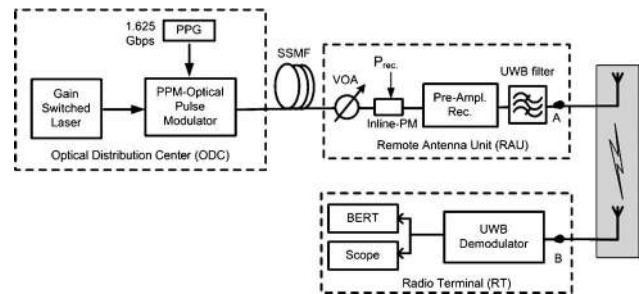 1.625
Gbps
PPG
SSMF
Gain
Switched
Laser
PPM-Optical
Pulse
Modulator
Optical Distribution Center (ODC)
VOA
Prec.
Inline-PM
Pre-Ampl.
Rec.
UWB filter
A
Remote Antenna Unit (RAU)
BERT
Scope
UWB
Demodulator
B
Radio Terminal (RT)